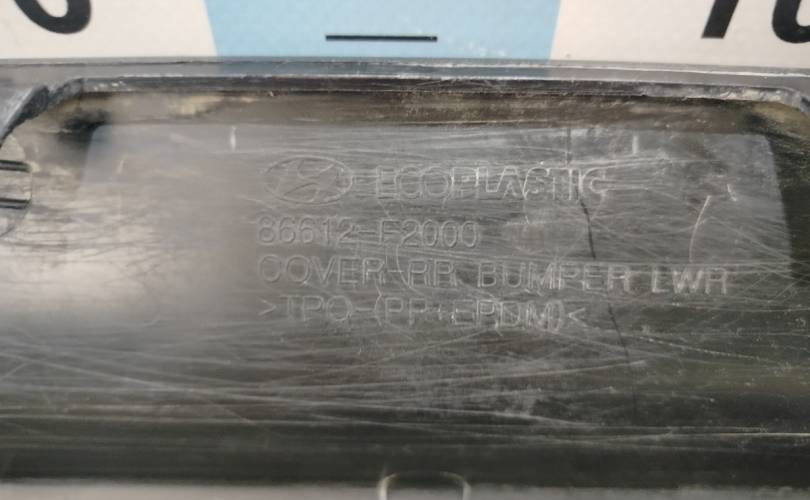 ECOPLASTIC
86612-F2000
COVER-RR BUMPER LWR
>TPO-(PP+EPDM)<